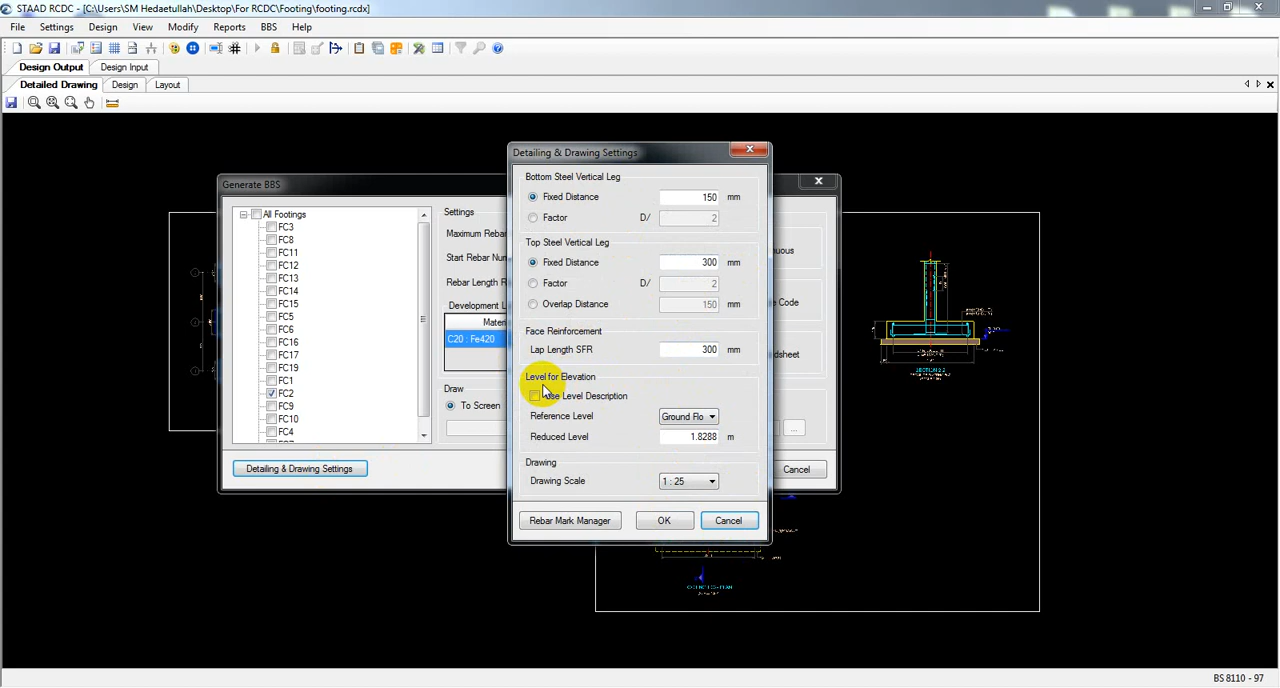 STAAD RCDC - [C:\Users\SM Hedaetullah\Desktop\For RCDC\Footing\footing.rcdx]
File Settings Design View Modify Reports BBS Help
Design Output Design Input
Detailed Drawing Design Layout
Generate BBS
All Footings
FC3
FC8
FC11
FC12
FC13
FC14
FC15
FC5
FC6
FC16
FC17
FC19
FC1
FC2
FC9
FC10
FC4
Detailing & Drawing Settings
Settings
Maximum Rebar
Start Rebar
Rebar Length
Development
C20 : Fe420
Draw
To Screen
Detailing & Drawing Settings
Bottom Steel Vertical Leg
Fixed Distance 150 mm
Factor D/ 2
Top Steel Vertical Leg
Fixed Distance 300 mm
Factor D/ 2
Overlap Distance 150 mm
Face Reinforcement
Lap Length SFR 300 mm
Level for Elevation
Level Description
Reference Level Ground Flo
Reduced Level 1.8288 m
Drawing
Drawing Scale 1 : 25
Rebar Mark Manager OK Cancel
Code
...
Cancel
BS 8110 - 97